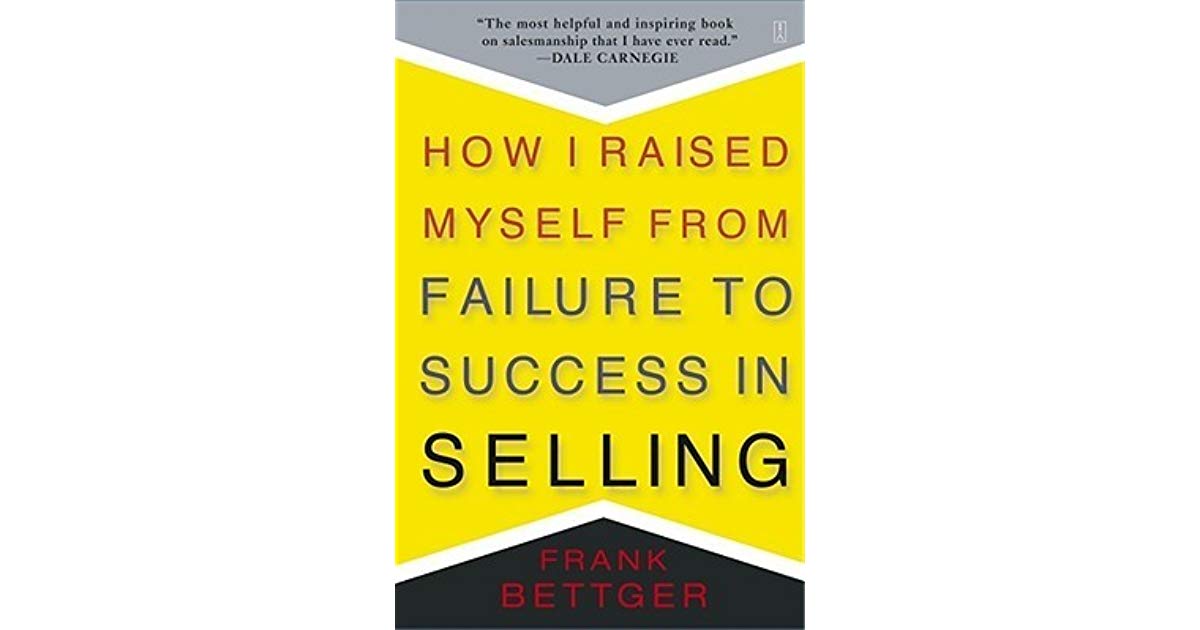 “The most helpful and inspiring book
on salesmanship that I have ever read.”
—DALE CARNEGIE
HOW I RAISED
MYSELF FROM
FAILURE TO
SUCCESS IN
SELLING
FRANK
BETTGER